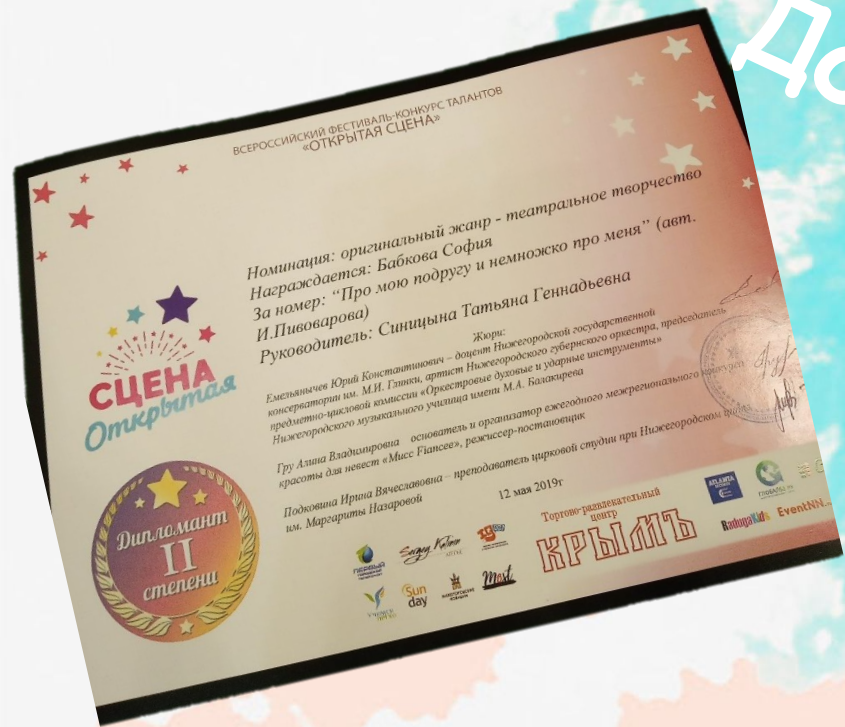 До
ВСЕРОССИЙСКИЙ ФЕСТИВАЛЬ-КОНКУРС ТАЛАНТОВ
«ОТКРЫТАЯ СЦЕНА»
Номинация: оригинальный жанр - театральное творчество
Награждается: Бабкова София
За номер: “Про мою подругу и немножко про меня” (авт.
И.Пивоварова)
Руководитель: Синицына Татьяна Геннадьевна
Жюри:
Емельянычев Юрий Константинович – доцент Нижегородской государственной
консерватории им. М.И. Глинки, артист Нижегородского губернского оркестра, председатель
предметно-цикловой комиссии «Оркестровые духовые и ударные инструменты»
Нижегородского музыкального училища имени М.А. Балакирева
Гру Алина Владимировна основатель и организатор ежегодного межрегионального конкурса
красоты для невест «Мисс Fiancee», режиссер-постановщик
Подковина Ирина Вячеславовна – преподаватель цирковой студии при Нижегородском цирке
им. Маргариты Назаровой
12 мая 2019г
СЦЕНА
Открытая
Дипломант
II
степени
Торгово-развлекательный
центр
КРЫМЪ
ПЕРВЫЙ
Sun
day
Most
ATLANTA
RadugaKids
EventNN.